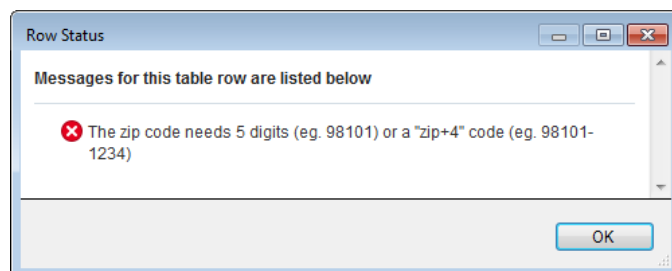 Row Status
Messages for this table row are listed below
The zip code needs 5 digits (eg. 98101) or a "zip+4" code (eg. 98101-
1234)
OK